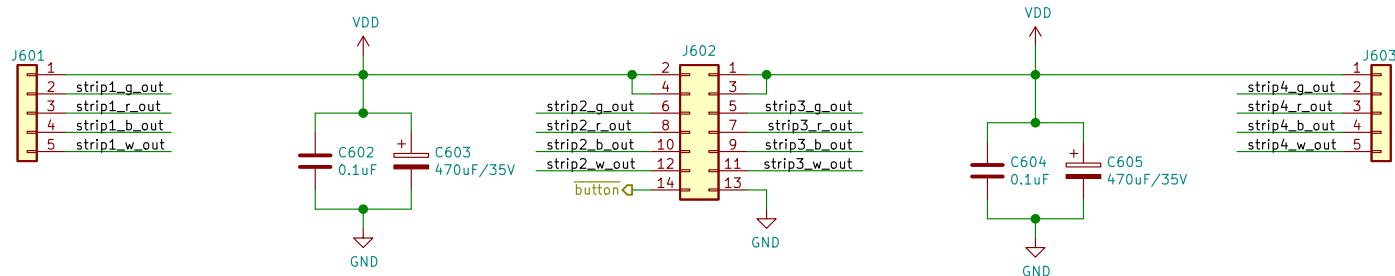 VDD
VDD
J601
J602
J603
1
2 strip1_g_out
3 strip1_r_out
4 strip1_b_out
5 strip1_w_out
2 1
4 3
strip2_g_out 6 5 strip3_g_out
strip2_r_out 8 7 strip3_r_out
strip2_b_out 10 9 strip3_b_out
strip2_w_out 12 11 strip3_w_out
button 14 13
1
strip4_g_out 2
strip4_r_out 3
strip4_b_out 4
strip4_w_out 5
C602
0.1uF
+
C603
470uF/35V
C604
0.1uF
+
C605
470uF/35V
GND
GND
GND